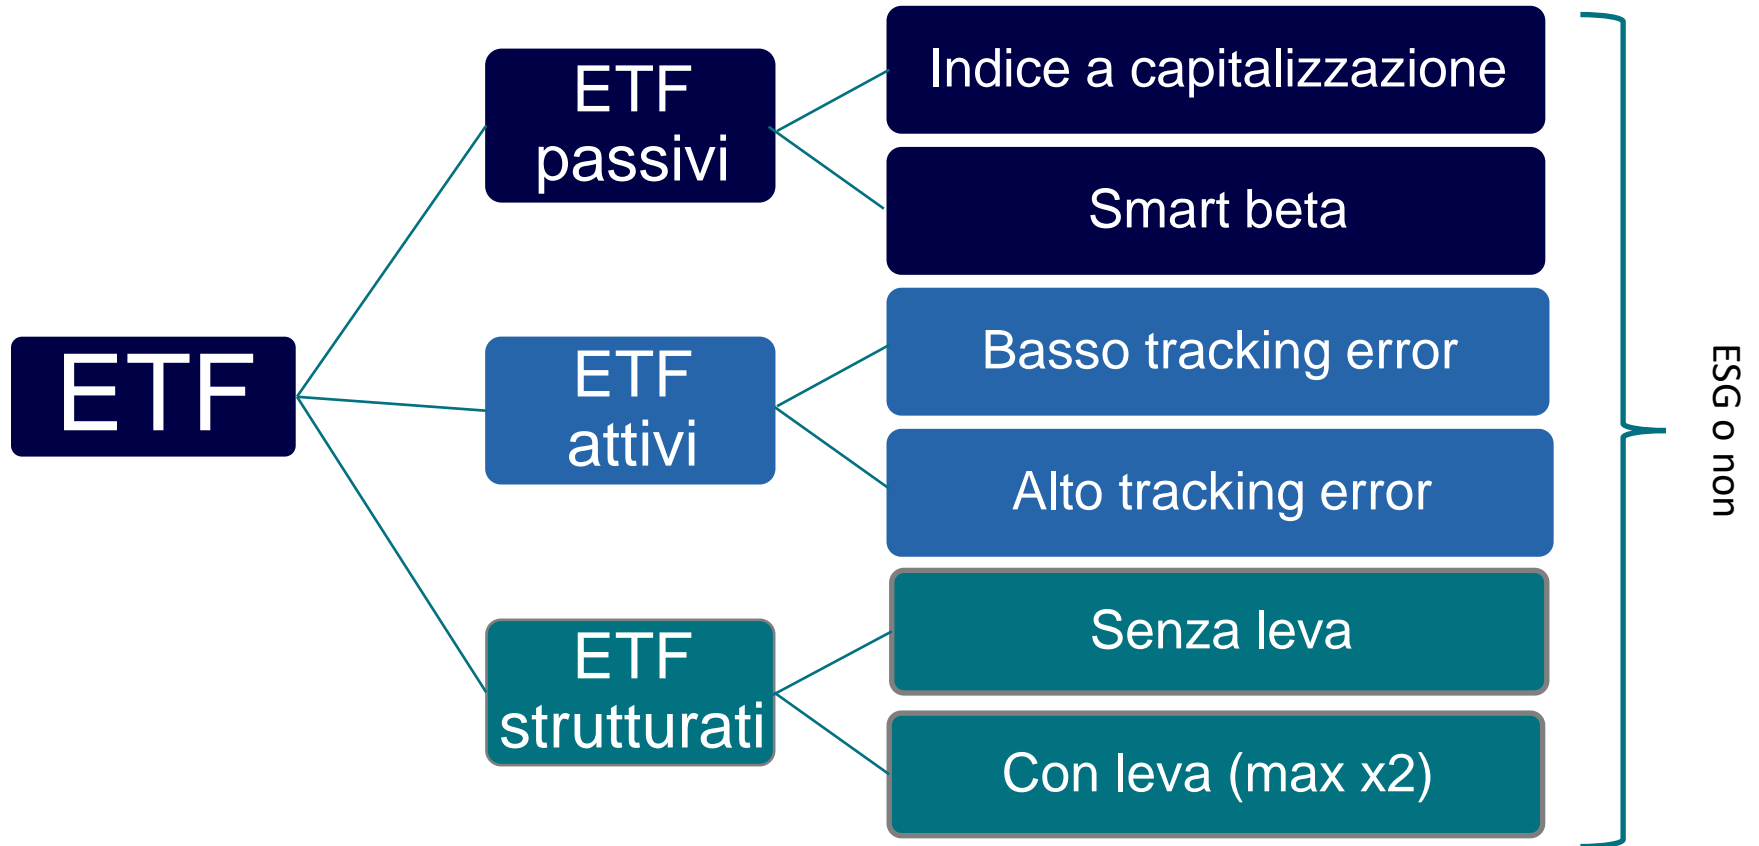 ETF
ETF
passivi
Indice a capitalizzazione
Smart beta
ETF
attivi
Basso tracking error
Alto tracking error
ETF
strutturati
Senza leva
Con leva (max x2)
ESG o non